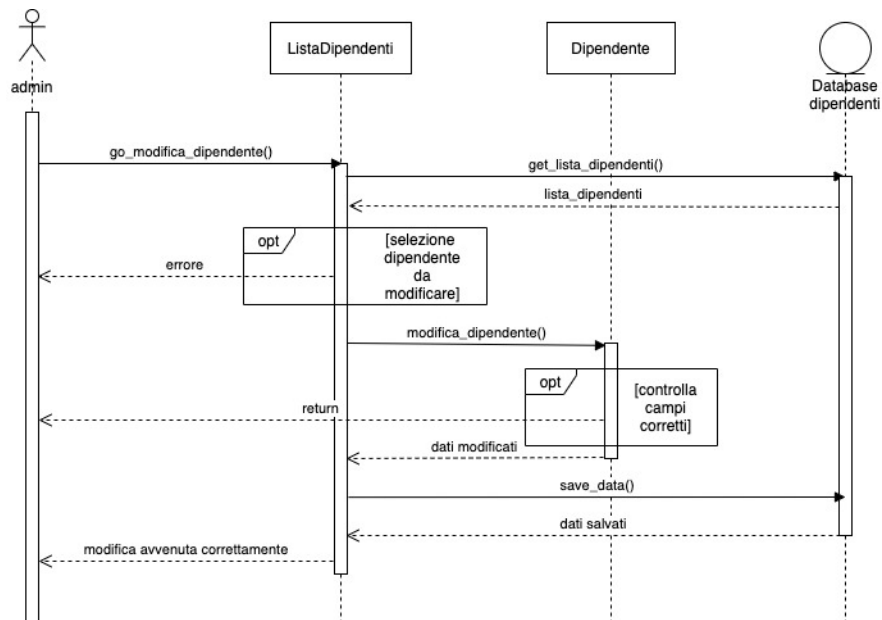 ListaDipendenti
Dipendente
admin
Database
dipendenti
go_modifica_dipendente()
get_lista_dipendenti()
lista_dipendenti
opt
[selezione
dipendente
da
modificare]
errore
modifica_dipendente()
opt
[controlla
campi
corretti]
return
dati modificati
save_data()
dati salvati
modifica avvenuta correttamente